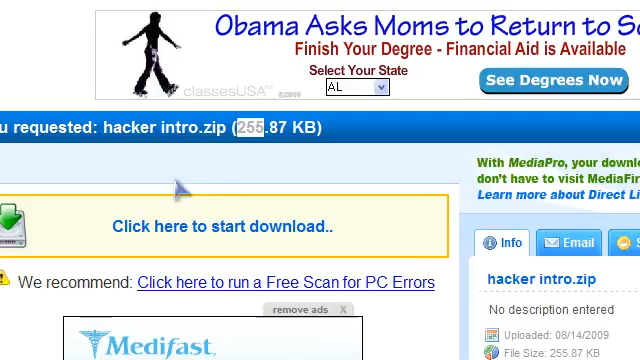 Obama Asks Moms to Return to
Finish Your Degree - Financial Aid is Available
Select Your State
AL
See Degrees Now
classesUSA ©2009
u requested: hacker intro.zip (255.87 KB)
With MediaPro, your
don't have to visit
Learn more about Direct
Click here to start download..
Info
Email
We recommend: Click here to run a Free Scan for PC Errors
hacker intro.zip
remove ads X
No description entered
Uploaded: 08/14/2009
File Size: 255.87 KB
Medifast